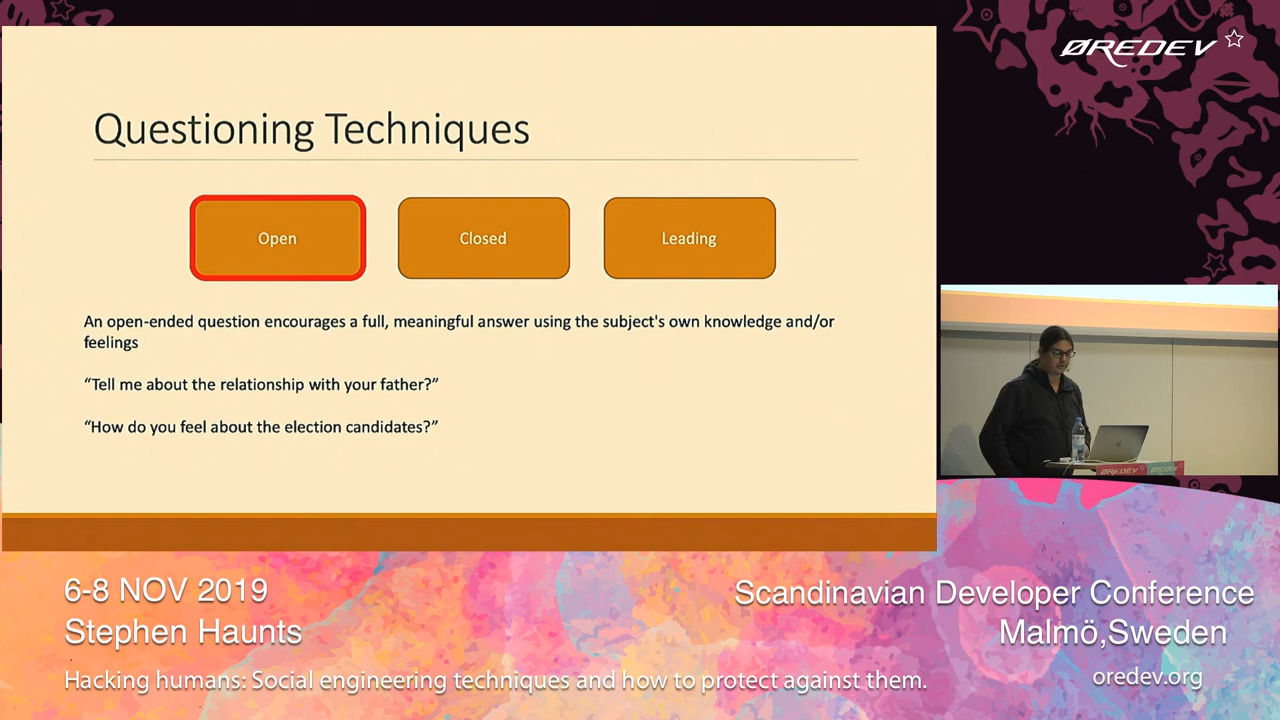 ØREDEV
Questioning Techniques
Open
Closed
Leading
An open-ended question encourages a full, meaningful answer using the subject's own knowledge and/or
feelings
“Tell me about the relationship with your father?”
“How do you feel about the election candidates?”
ØREDEV ØREDEV
6-8 NOV 2019
Stephen Haunts
Hacking humans: Social engineering techniques and how to protect against them.
Scandinavian Developer Conference
Malmö,Sweden
oredev.org